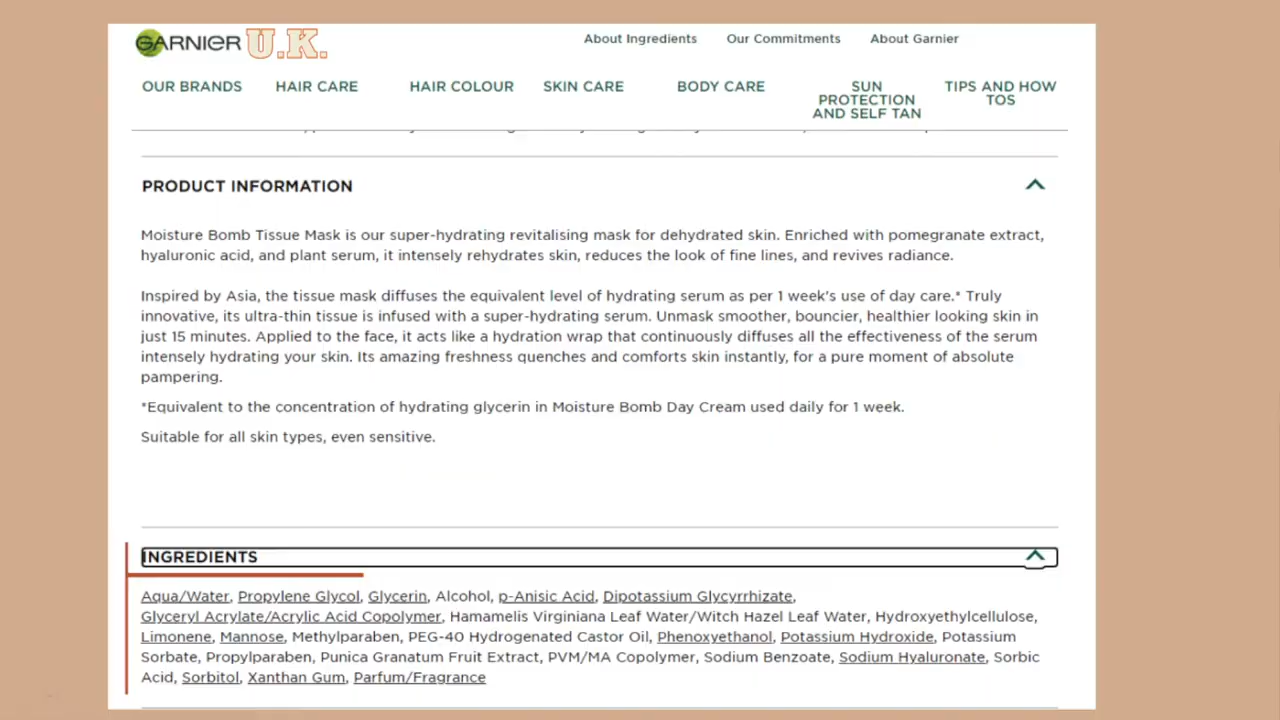 GARNIER U.K.
About Ingredients Our Commitments About Garnier
OUR BRANDS HAIR CARE HAIR COLOUR SKIN CARE BODY CARE SUN PROTECTION AND SELF TAN TIPS AND HOW TOS
PRODUCT INFORMATION
Moisture Bomb Tissue Mask is our super-hydrating revitalising mask for dehydrated skin. Enriched with pomegranate extract,
hyaluronic acid, and plant serum, it intensely rehydrates skin, reduces the look of fine lines, and revives radiance.
Inspired by Asia, the tissue mask diffuses the equivalent level of hydrating serum as per 1 week's use of day care.* Truly
innovative, its ultra-thin tissue is infused with a super-hydrating serum. Unmask smoother, bouncier, healthier looking skin in
just 15 minutes. Applied to the face, it acts like a hydration wrap that continuously diffuses all the effectiveness of the serum
intensely hydrating your skin. Its amazing freshness quenches and comforts skin instantly, for a pure moment of absolute
pampering.
*Equivalent to the concentration of hydrating glycerin in Moisture Bomb Day Cream used daily for 1 week.
Suitable for all skin types, even sensitive.
INGREDIENTS
Aqua/Water, Propylene Glycol, Glycerin, Alcohol, p-Anisic Acid, Dipotassium Glycyrrhizate,
Glyceryl Acrylate/Acrylic Acid Copolymer, Hamamelis Virginiana Leaf Water/Witch Hazel Leaf Water, Hydroxyethylcellulose,
Limonene, Mannose, Methylparaben, PEG-40 Hydrogenated Castor Oil, Phenoxyethanol, Potassium Hydroxide, Potassium
Sorbate, Propylparaben, Punica Granatum Fruit Extract, PVM/MA Copolymer, Sodium Benzoate, Sodium Hyaluronate, Sorbic
Acid, Sorbitol, Xanthan Gum, Parfum/Fragrance